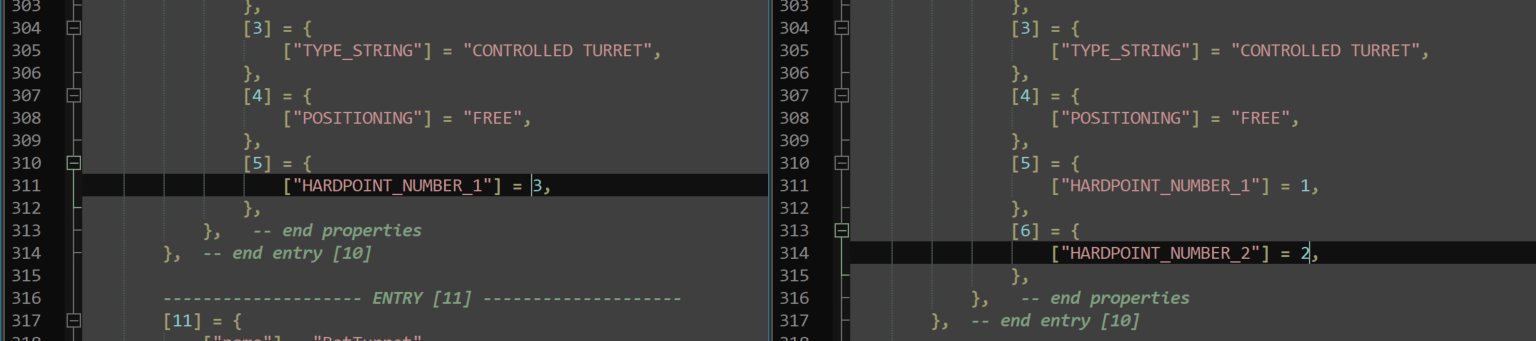 303 },
304 [3] = {
305 ["TYPE_STRING"] = "CONTROLLED TURRET",
306 },
307 [4] = {
308 ["POSITIONING"] = "FREE",
309 },
310 [5] = {
311 ["HARDPOINT_NUMBER_1"] = 3,
312 },
313 }, -- end properties
314 }, -- end entry [10]
315
316 -------------------- ENTRY [11] --------------------
317 [11] = {
318
303 },
304 [3] = {
305 ["TYPE_STRING"] = "CONTROLLED TURRET",
306 },
307 [4] = {
308 ["POSITIONING"] = "FREE",
309 },
310 [5] = {
311 ["HARDPOINT_NUMBER_1"] = 1,
312 },
313 [6] = {
314 ["HARDPOINT_NUMBER_2"] = 2,
315 },
316 }, -- end properties
317 }, -- end entry [10]
318